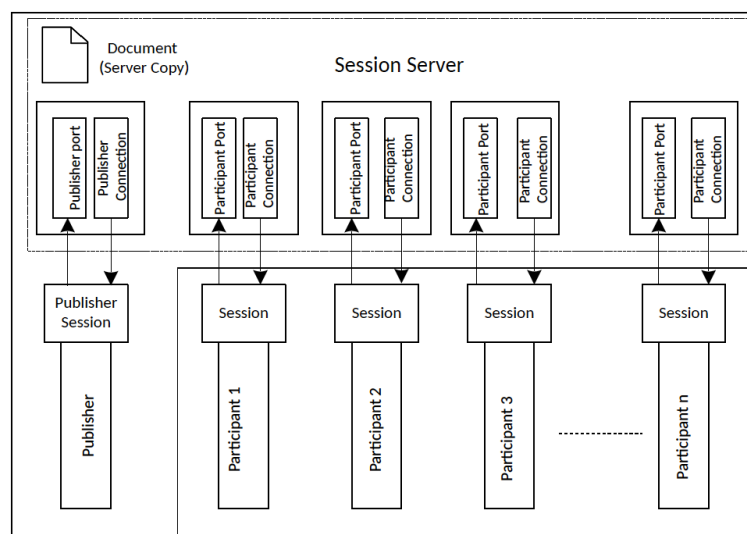 Document
(Server Copy)
Session Server
Publisher port
Publisher
Connection
Participant Port
Participant
Connection
Participant Port
Participant
Connection
Participant Port
Participant
Connection
Participant Port
Participant
Connection
Publisher
Session
Session
Session
Session
Session
Publisher
Participant 1
Participant 2
Participant 3
Participant n